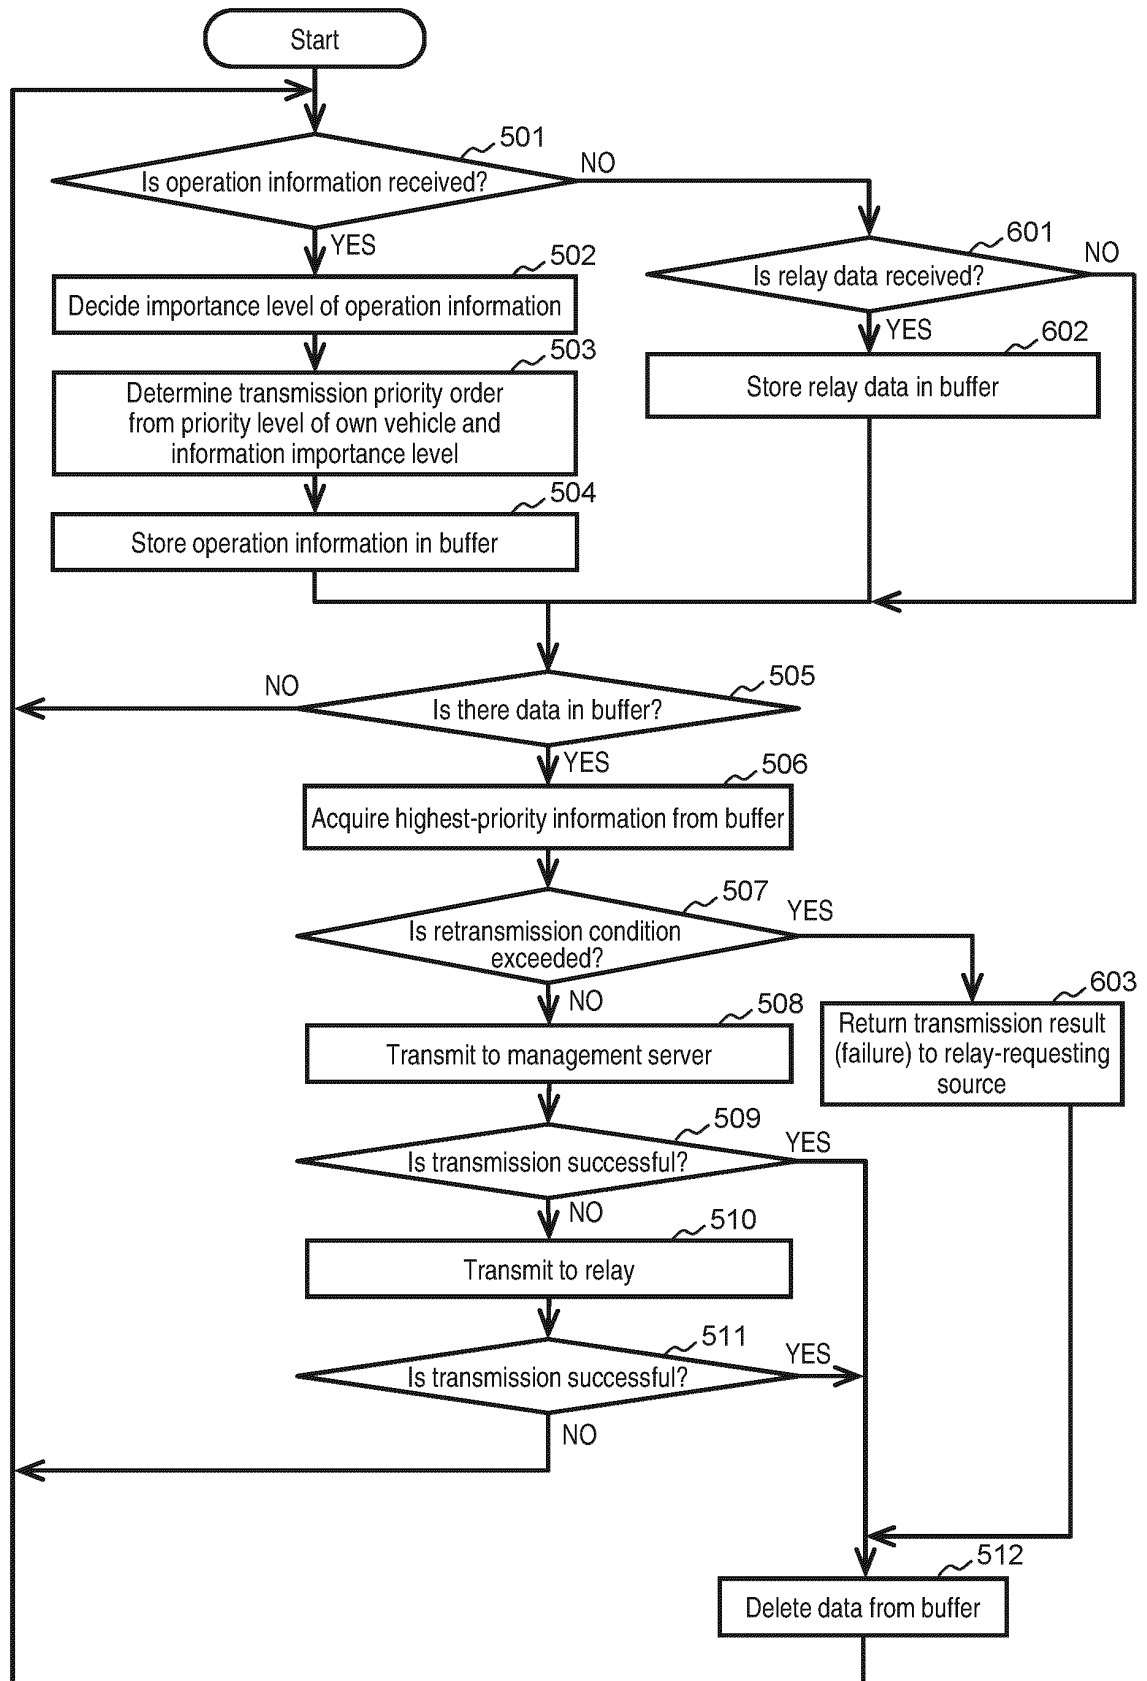 Start
501
Is operation information received?
NO
YES
601
Is relay data received?
NO
502
Decide importance level of operation information
YES
602
Store relay data in buffer
503
Determine transmission priority order
from priority level of own vehicle and
information importance level
504
Store operation information in buffer
505
NO
Is there data in buffer?
YES
506
Acquire highest-priority information from buffer
507
YES
Is retransmission condition
exceeded?
NO
603
Return transmission result
(failure) to relay-requesting
source
508
Transmit to management server
509
YES
Is transmission successful?
NO
510
Transmit to relay
511
YES
Is transmission successful?
NO
512
Delete data from buffer